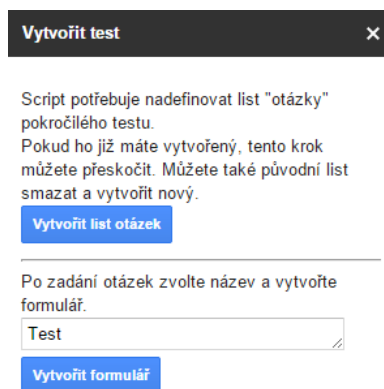 Vytvořit test ×
Script potřebuje nadefinovat list "otázky"
pokročilého testu.
Pokud ho již máte vytvořený, tento krok
můžete přeskočit. Můžete také původní list
smazat a vytvořit nový.
Vytvořit list otázek
Po zadání otázek zvolte název a vytvořte
formulář.
Test
Vytvořit formulář